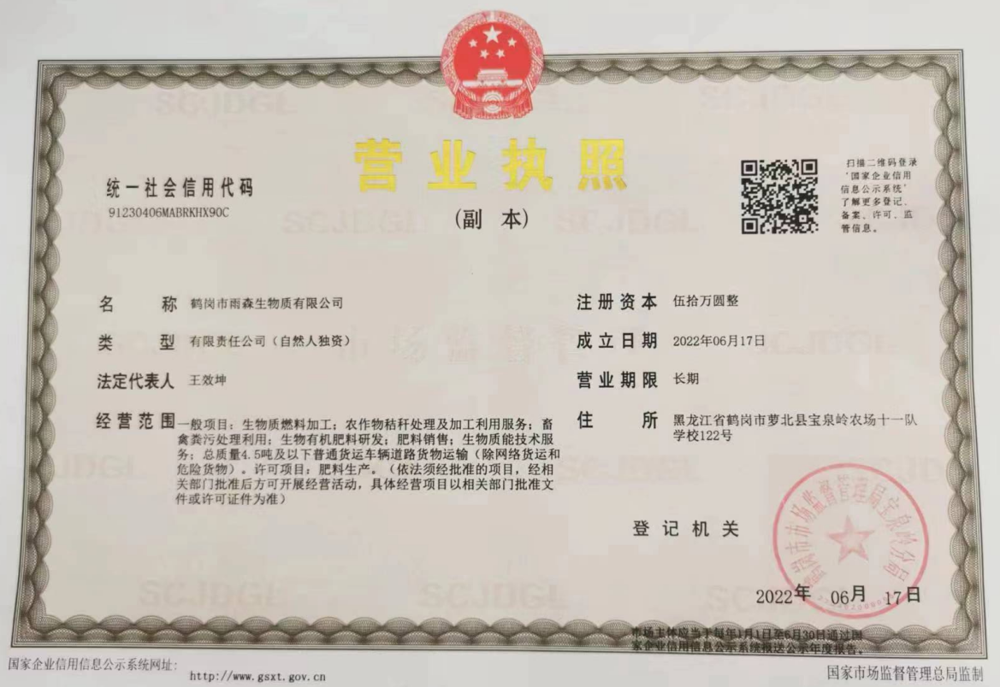 营业执照
(副 本)
统一社会信用代码
91230406MABRKHX90C
扫描二维码登录
‘国家企业信用
信息公示系统’
了解更多登记、
备案、许可、监
管信息。
名 称 鹤岗市雨森生物质有限公司
类 型 有限责任公司（自然人独资）
法定代表人 王效坤
经营范围 一般项目：生物质燃料加工；农作物秸秆处理及加工利用服务；畜
禽粪污处理利用；生物有机肥料研发；肥料销售；生物质能技术服
务；总质量4.5吨及以下普通货运车辆道路货物运输（除网络货运和
危险货物）。许可项目：肥料生产。（依法须经批准的项目，经相
关部门批准后方可开展经营活动，具体经营项目以相关部门批准文
件或许可证件为准）
注册资本 伍拾万圆整
成立日期 2022年06月17日
营业期限 长期
住 所 黑龙江省鹤岗市萝北县宝泉岭农场十一队
学校122号
登记机关
鹤岗市市场监督管理局宝泉岭分局
2022年 06月 17日
市场主体应当于每年1月1日至6月30日通过国
家企业信用信息公示系统报送公示年度报告。
国家企业信用信息公示系统网址：
http://www.gsxt.gov.cn
国家市场监督管理总局监制
SCJDGL